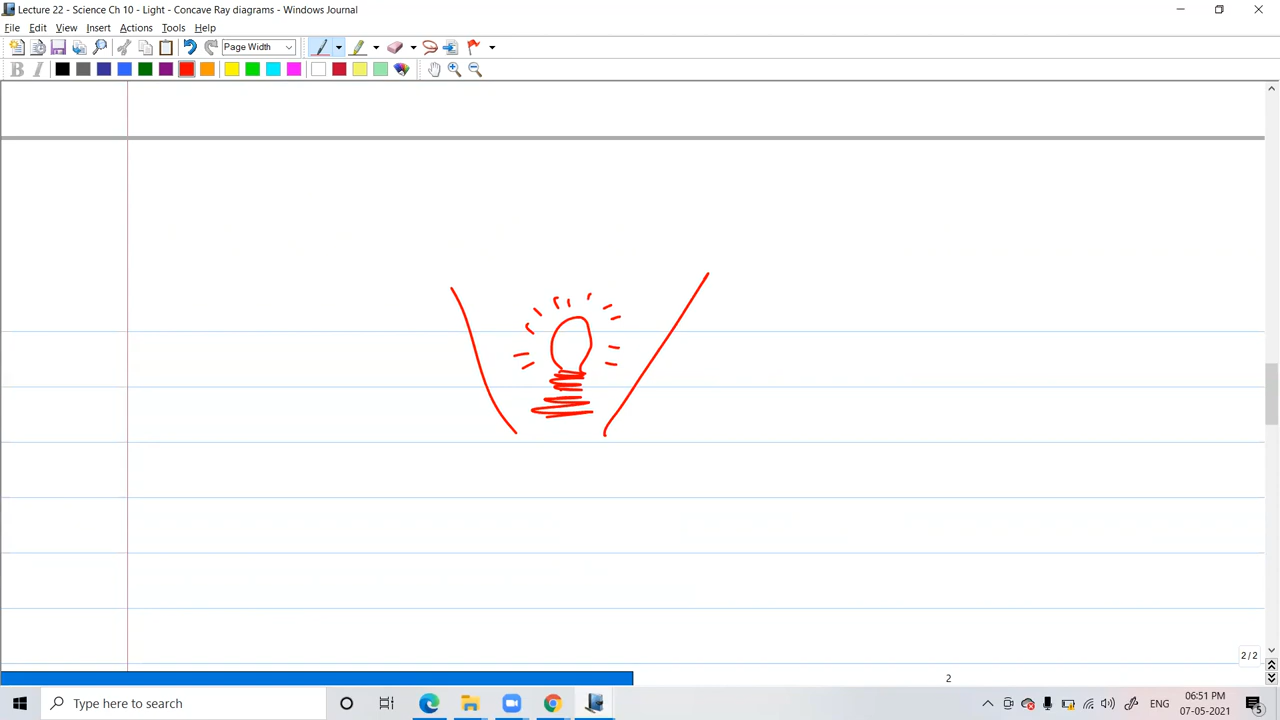 Lecture 22 - Science Ch 10 - Light - Concave Ray diagrams - Windows Journal
File Edit View Insert Actions Tools Help
Page Width
B I
2/2
2
Type here to search
ENG
06:51 PM
07-05-2021
5